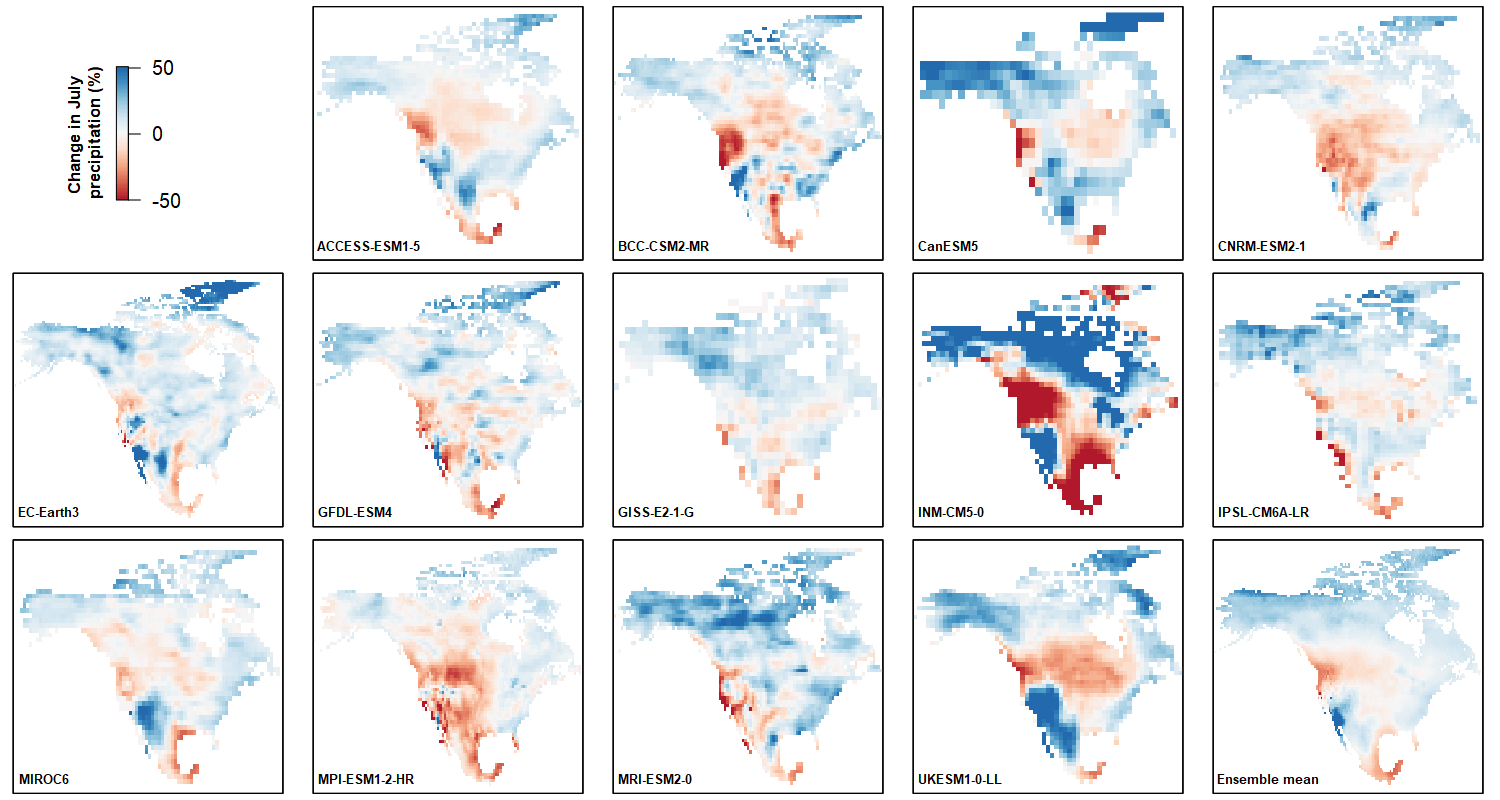 Change in July
precipitation (%)
50
0
-50
ACCESS-ESM1-5
BCC-CSM2-MR
CanESM5
CNRM-ESM2-1
EC-Earth3
GFDL-ESM4
GISS-E2-1-G
INM-CM5-0
IPSL-CM6A-LR
MIROC6
MPI-ESM1-2-HR
MRI-ESM2-0
UKESM1-0-LL
Ensemble mean